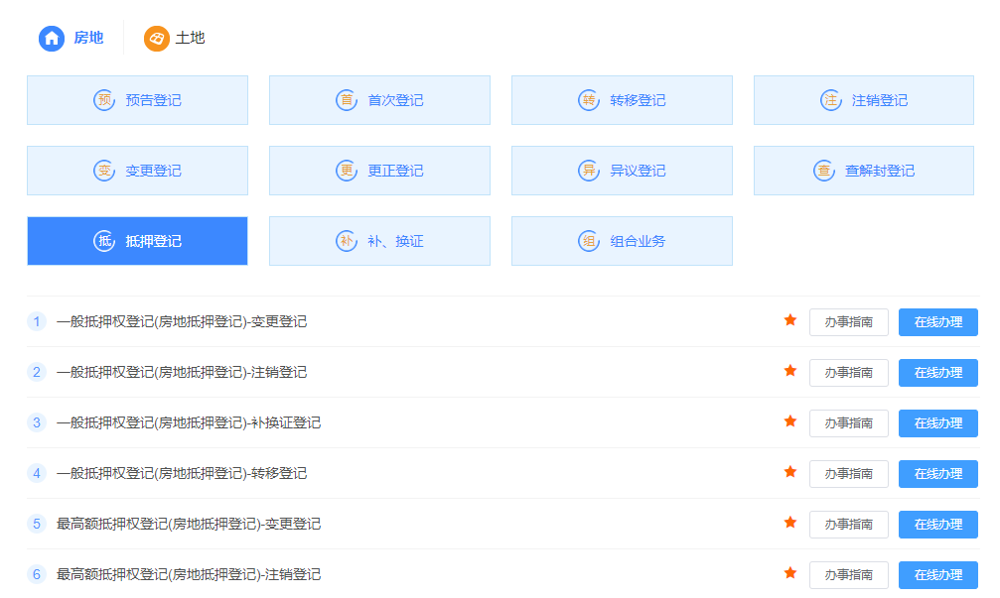 房地 土地
预 预告登记 首 首次登记 转 转移登记 注 注销登记
变 变更登记 更 更正登记 异 异议登记 查 查解封登记
抵 抵押登记 补 补、换证 组 组合业务
1 一般抵押权登记(房地抵押登记)-变更登记 办事指南 在线办理
2 一般抵押权登记(房地抵押登记)-注销登记 办事指南 在线办理
3 一般抵押权登记(房地抵押登记)-补换证登记 办事指南 在线办理
4 一般抵押权登记(房地抵押登记)-转移登记 办事指南 在线办理
5 最高额抵押权登记(房地抵押登记)-变更登记 办事指南 在线办理
6 最高额抵押权登记(房地抵押登记)-注销登记 办事指南 在线办理